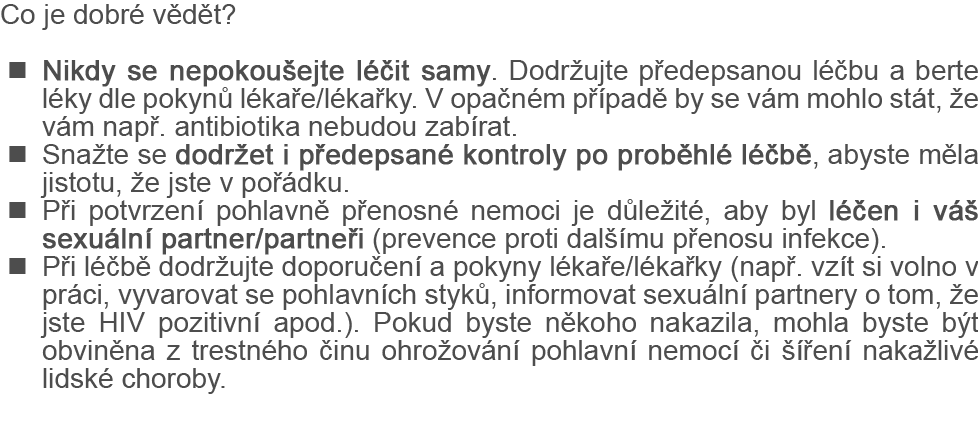 Co je dobré vědět?
■ Nikdy se nepokoušejte léčit samy. Dodržujte předepsanou léčbu a berte
léky dle pokynů lékaře/lékařky. V opačném případě by se vám mohlo stát, že
vám např. antibiotika nebudou zabírat.
■ Snažte se dodržet i předepsané kontroly po proběhlé léčbě, abyste měla
jistotu, že jste v pořádku.
■ Při potvrzení pohlavně přenosné nemoci je důležité, aby byl léčen i váš
sexuální partner/partneři (prevence proti dalšímu přenosu infekce).
■ Při léčbě dodržujte doporučení a pokyny lékaře/lékařky (např. vzít si volno v
práci, vyvarovat se pohlavních styků, informovat sexuální partnery o tom, že
jste HIV pozitivní apod.). Pokud byste někoho nakazila, mohla byste být
obviněna z trestného činu ohrožování pohlavní nemocí či šíření nakažlivé
lidské choroby.